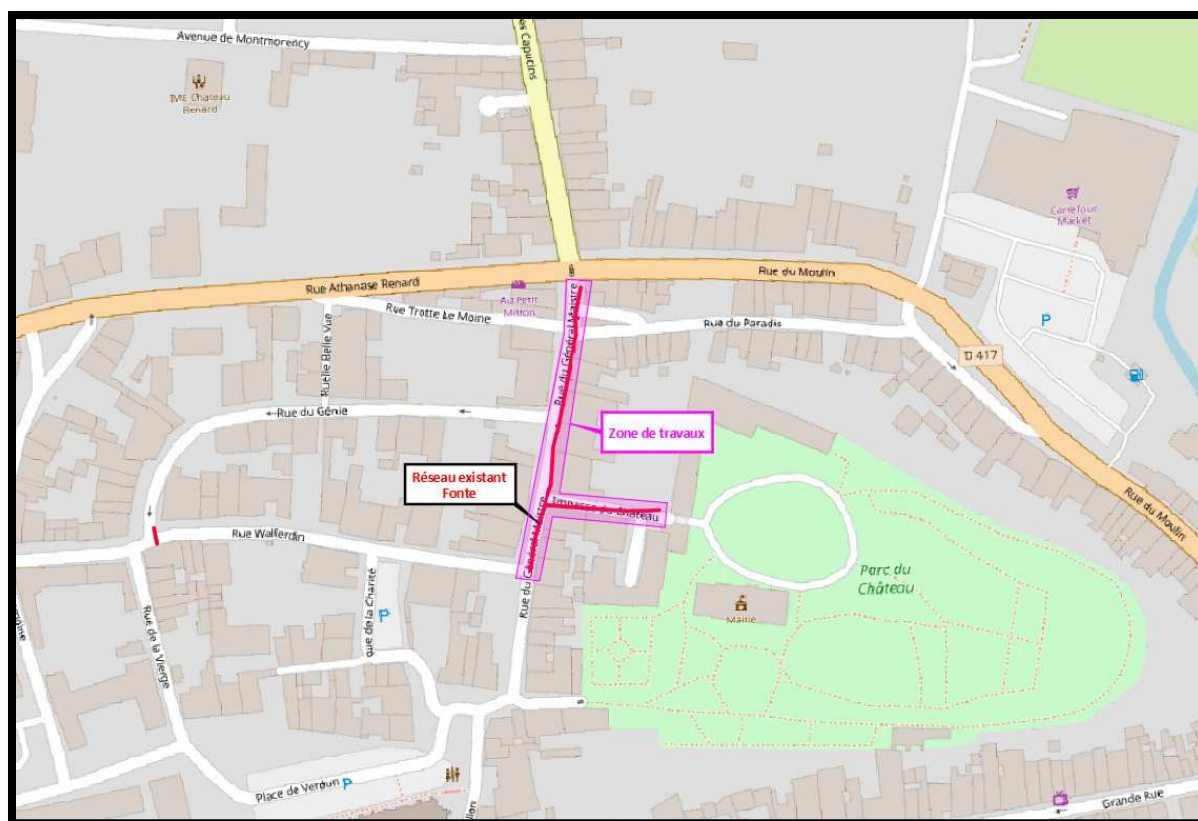 Avenue de Montmorency
es Capucins
IME Chateau
Renard
Carrefour
Market
Rue Athanase Renard
Rue du Moulin
Au Petit
Mitron
Rue Trotte Le Moine
Rue du Paradis
Ruelle Belle Vue
Rue du Général Maistre
P
D 417
Rue du Génie
Zone de travaux
Réseau existant
Fonte
Impasse du Château
Rue du Général Maistre
Rue du Moulin
Rue Walferdin
Parc du
Château
Rue de la Charité
P
Mairie
Rue de la Vierge
Place de Verdun
P
Grande Rue